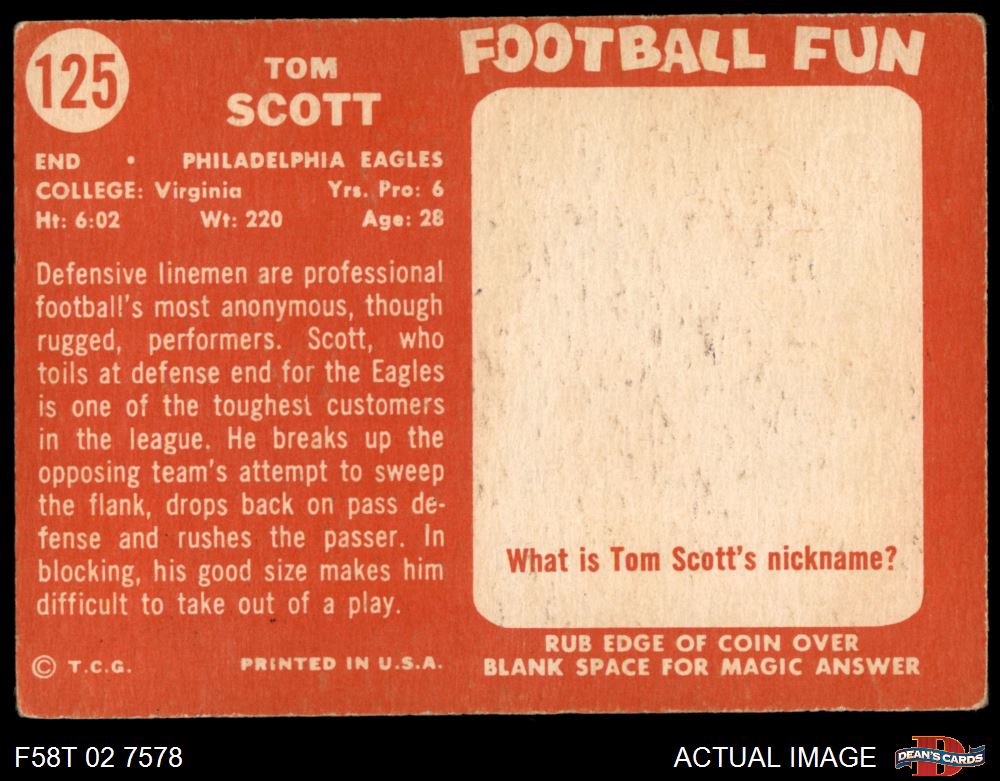 125
TOM
SCOTT
END • PHILADELPHIA EAGLES
COLLEGE: Virginia Yrs. Pro: 6
Ht: 6:02 Wt: 220 Age: 28
Defensive linemen are professional
football's most anonymous, though
rugged, performers. Scott, who
toils at defense end for the Eagles
is one of the toughest customers
in the league. He breaks up the
opposing team's attempt to sweep
the flank, drops back on pass de-
fense and rushes the passer. In
blocking, his good size makes him
difficult to take out of a play.
© T.C.G. PRINTED IN U.S.A.
FOOTBALL FUN
What is Tom Scott's nickname?
RUB EDGE OF COIN OVER
BLANK SPACE FOR MAGIC ANSWER
F58T 02 7578
ACTUAL IMAGE
DEAN'S CARDS